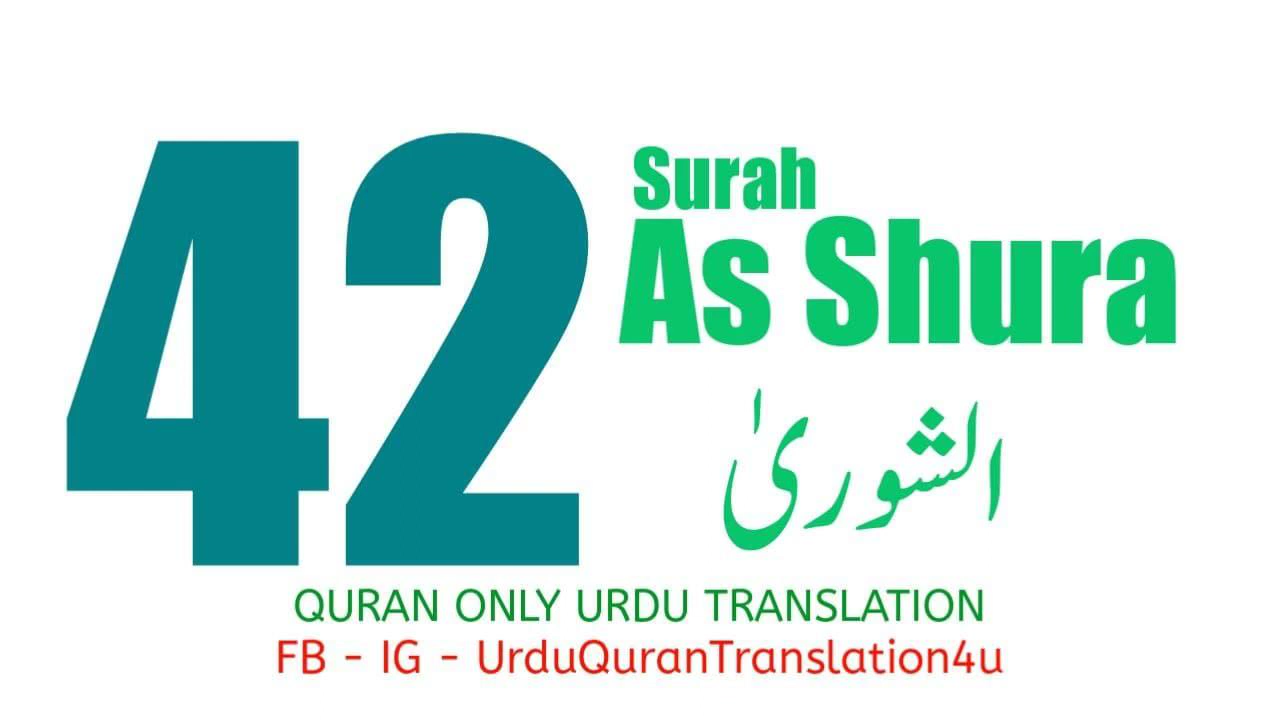 42
Surah
As Shura
الشوریٰ
QURAN ONLY URDU TRANSLATION
FB - IG - UrduQuranTranslation4u